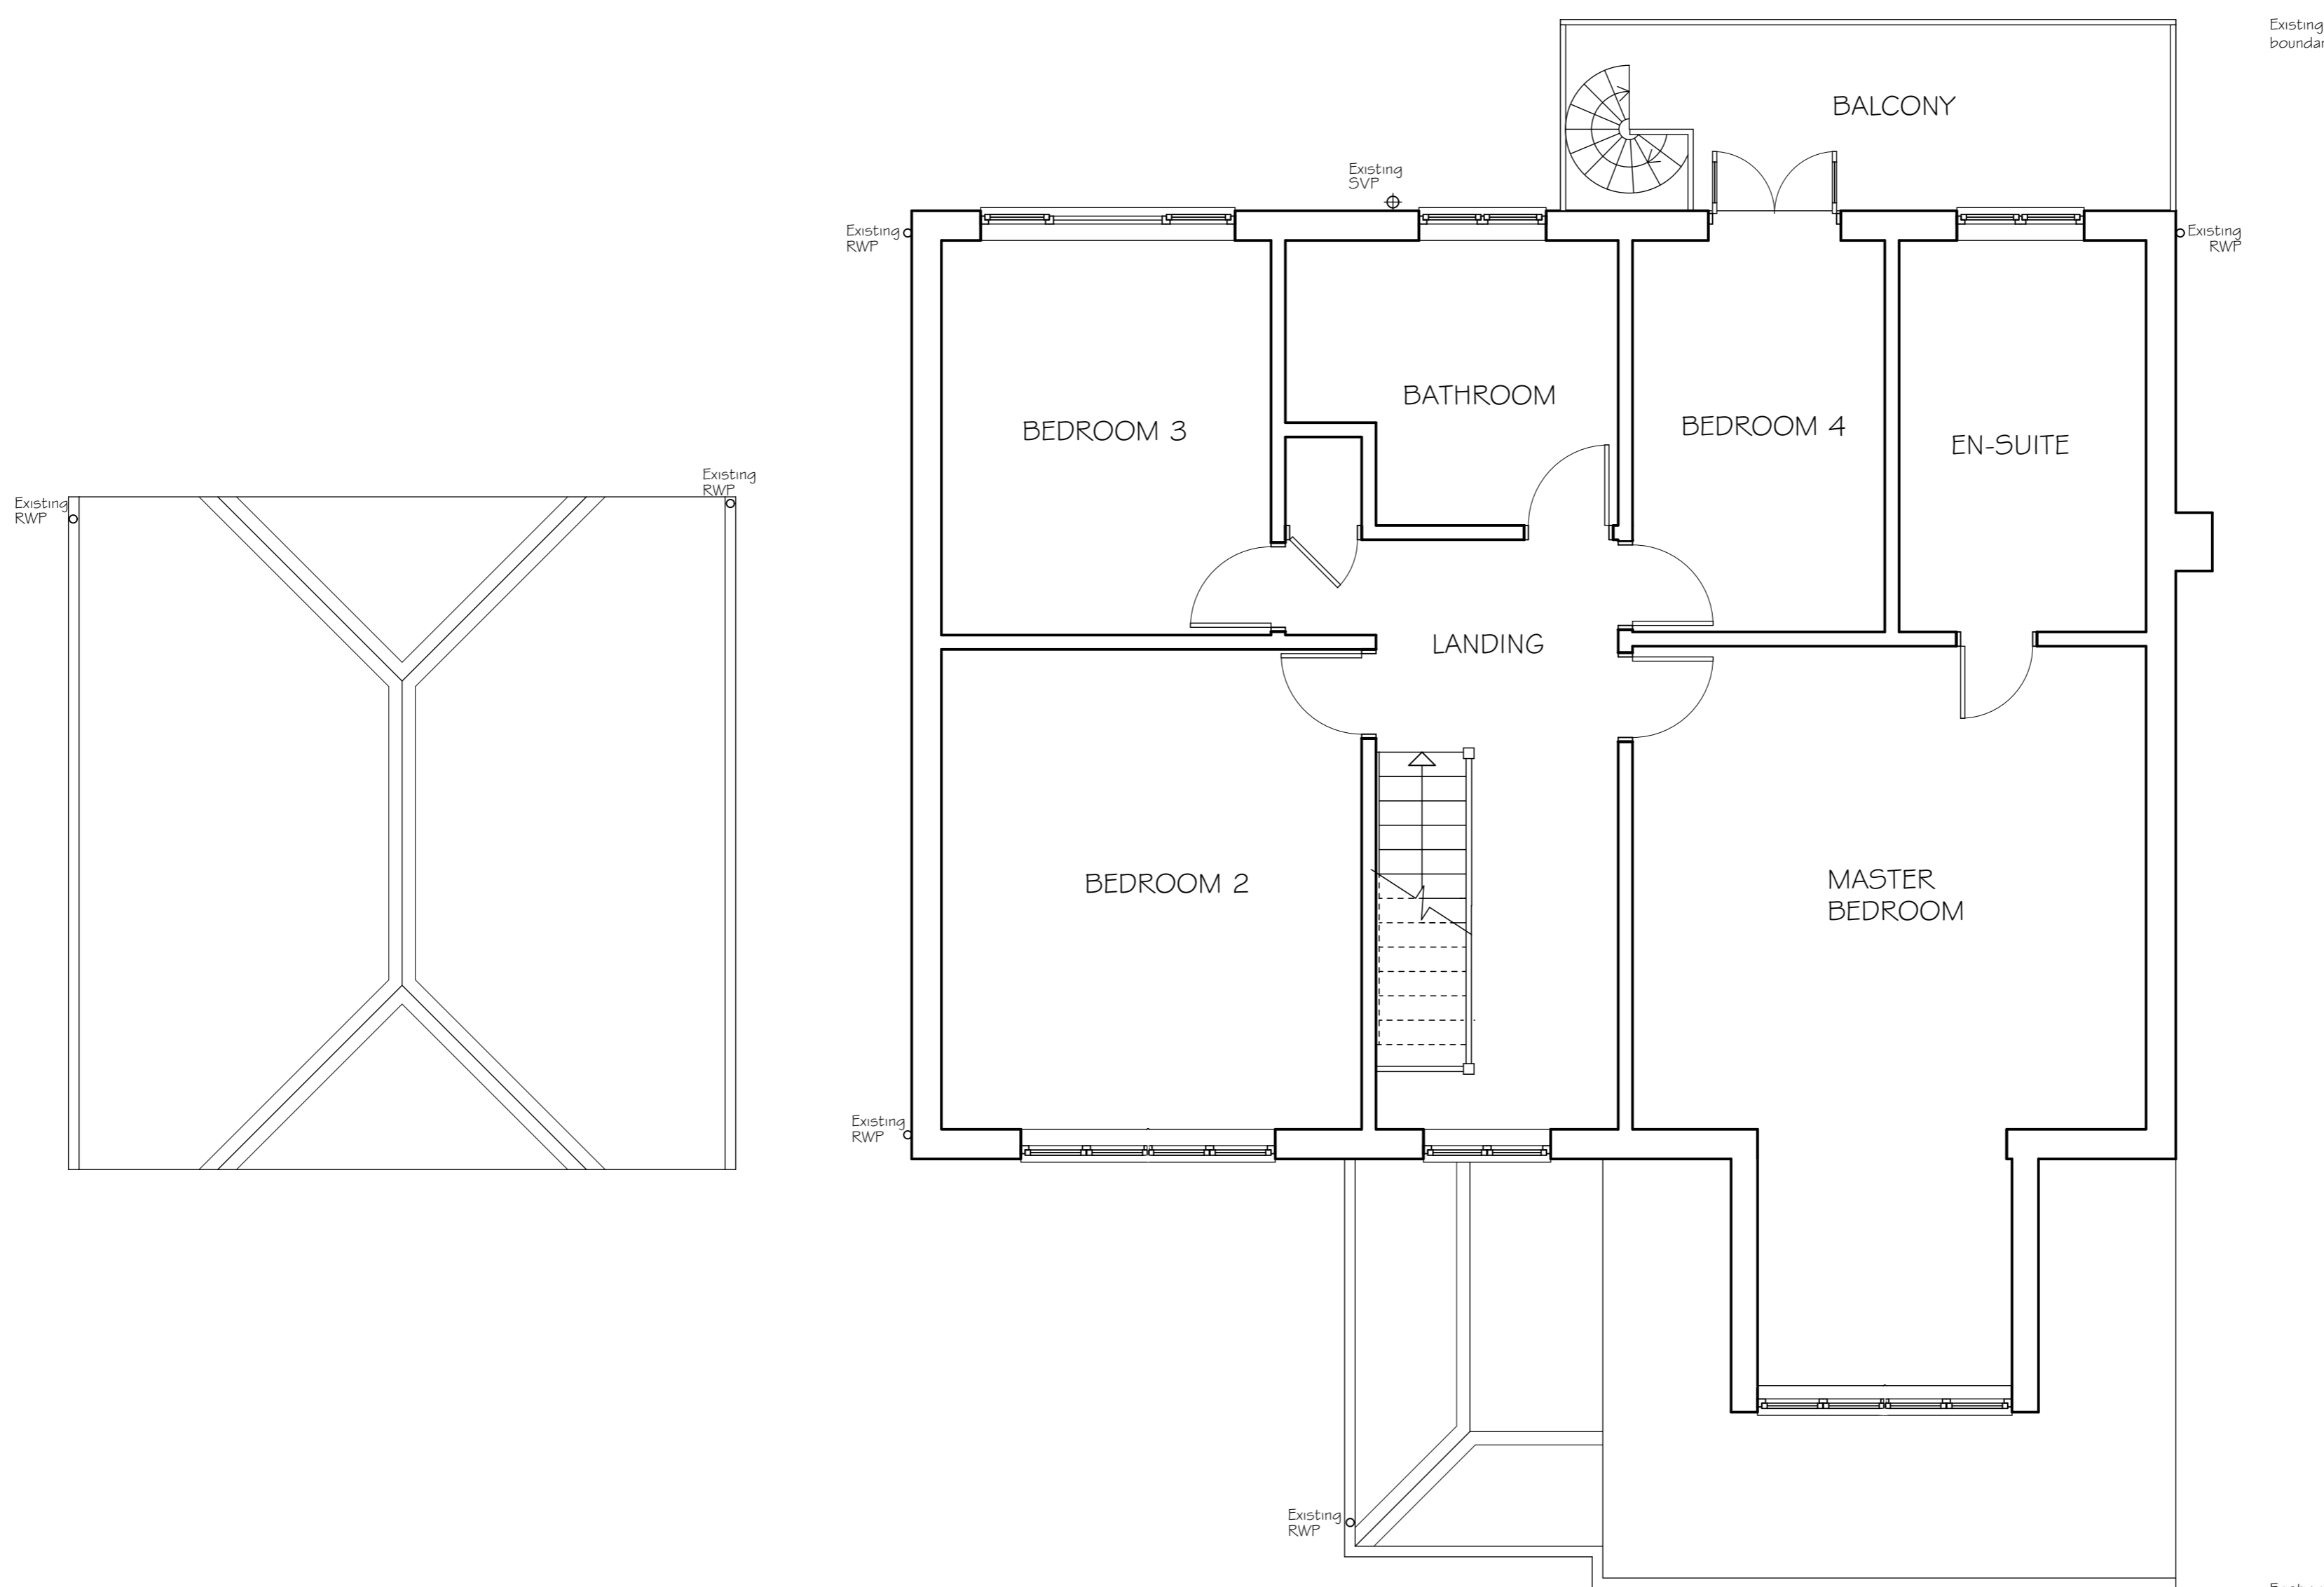 Existing
BALCONY
Existing
SVP
Existing
RWP
Existing
RWP
BATHROOM
BEDROOM 3
BEDROOM 4
EN-SUITE
Existing
RWP
Existing
RWP
LANDING
BEDROOM 2
MASTER
BEDROOM
Existing
RWP
Existing
RWP